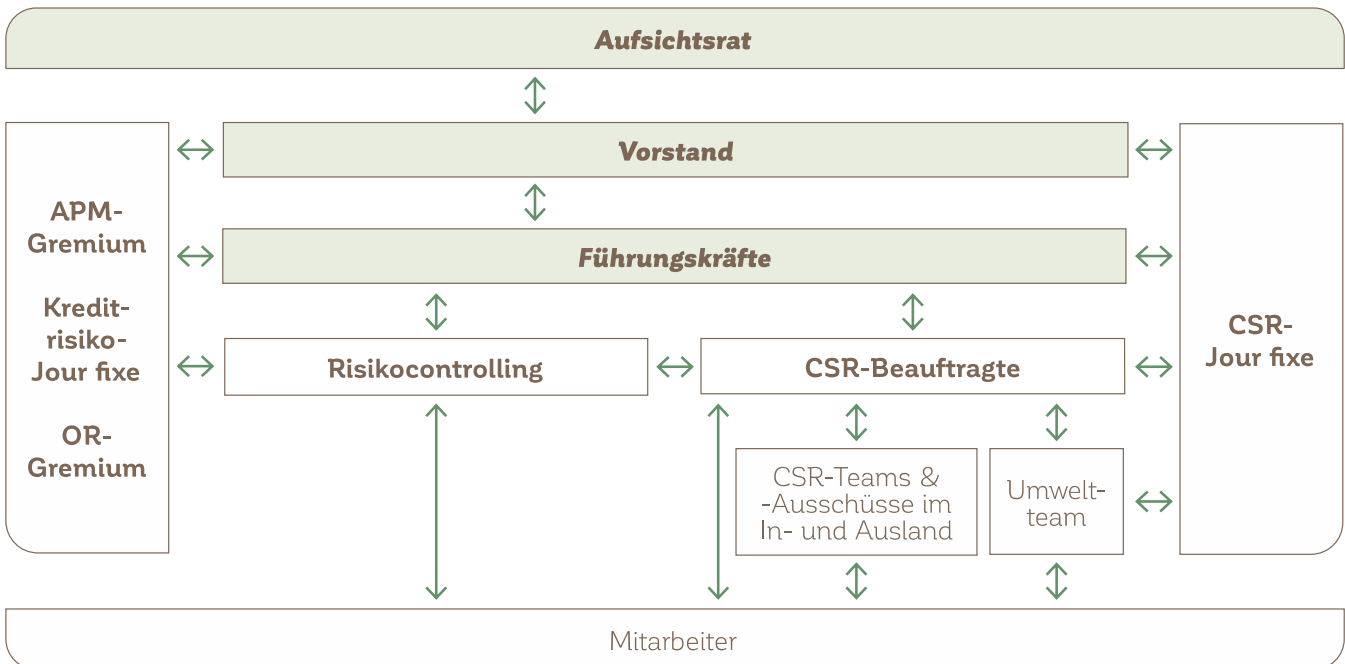 Aufsichtsrat
Vorstand
APM-
Gremium
Kredit-
risiko-
Jour fixe
OR-
Gremium
Führungskräfte
Risikocontrolling
CSR-Beauftragte
CSR-
Jour fixe
CSR-Teams &
-Ausschüsse im
In- und Ausland
Umwelt-
team
Mitarbeiter